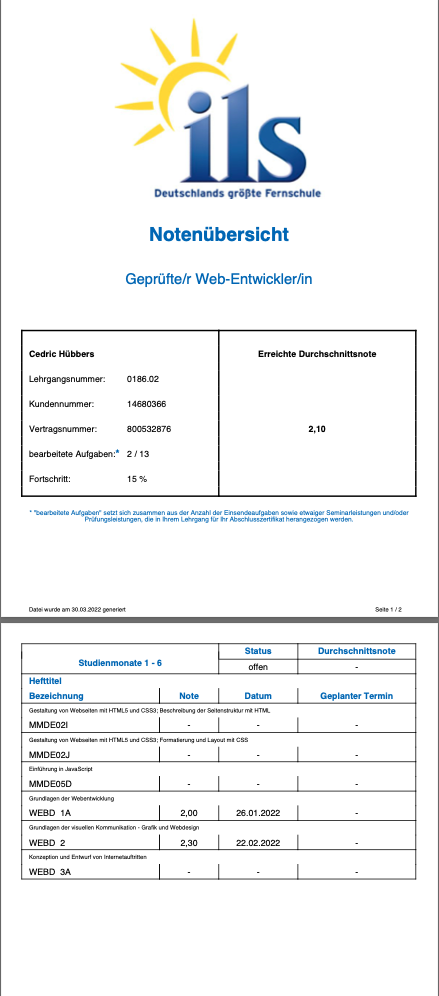 ils
Deutschlands größte Fernschule
Notenübersicht
Geprüfte/r Web-Entwickler/in
Cedric Hübbers
Erreichte Durchschnittsnote
Lehrgangsnummer: 0186.02
Kundennummer: 14680366
Vertragsnummer: 800532876
2,10
bearbeitete Aufgaben:* 2 / 13
Fortschritt: 15 %
* "bearbeitete Aufgaben" setzt sich zusammen aus der Anzahl der Einsendeaufgaben sowie etwaiger Seminarleistungen und/oder
Prüfungsleistungen, die in Ihrem Lehrgang für Ihr Abschlusszertifikat herangezogen werden.
Datei wurde am 30.03.2022 generiert Seite 1 / 2
Studienmonate 1 - 6 Status Durchschnittsnote
offen -
Hefttitel
Bezeichnung Note Datum Geplanter Termin
Gestaltung von Webseiten mit HTML5 und CSS3; Beschreibung der Seitenstruktur mit HTML
MMDE02I - - -
Gestaltung von Webseiten mit HTML5 und CSS3; Formatierung und Layout mit CSS
MMDE02J - - -
Einführung in JavaScript
MMDE05D - - -
Grundlagen der Webentwicklung
WEBD 1A 2,00 26.01.2022 -
Grundlagen der visuellen Kommunikation - Grafik und Webdesign
WEBD 2 2,30 22.02.2022 -
Konzeption und Entwurf von Internetauftritten
WEBD 3A - - -